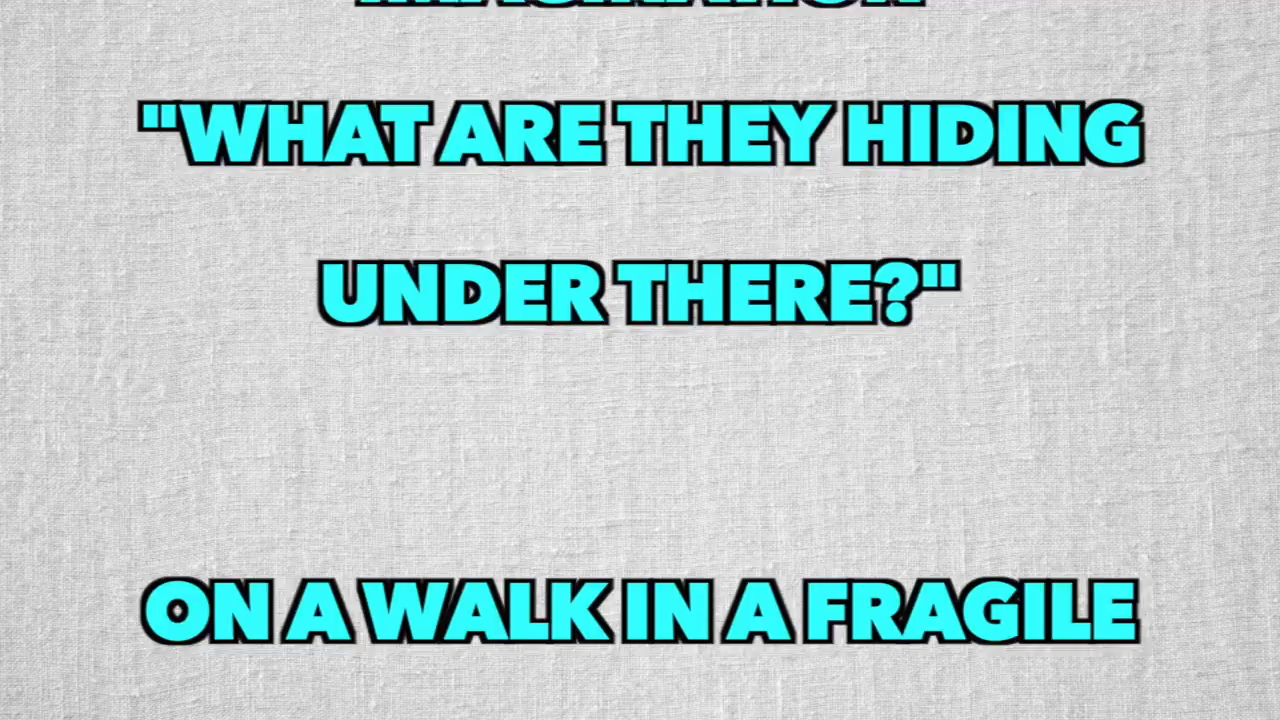 "WHAT ARE THEY HIDING
UNDER THERE?"
ON A WALK IN A FRAGILE